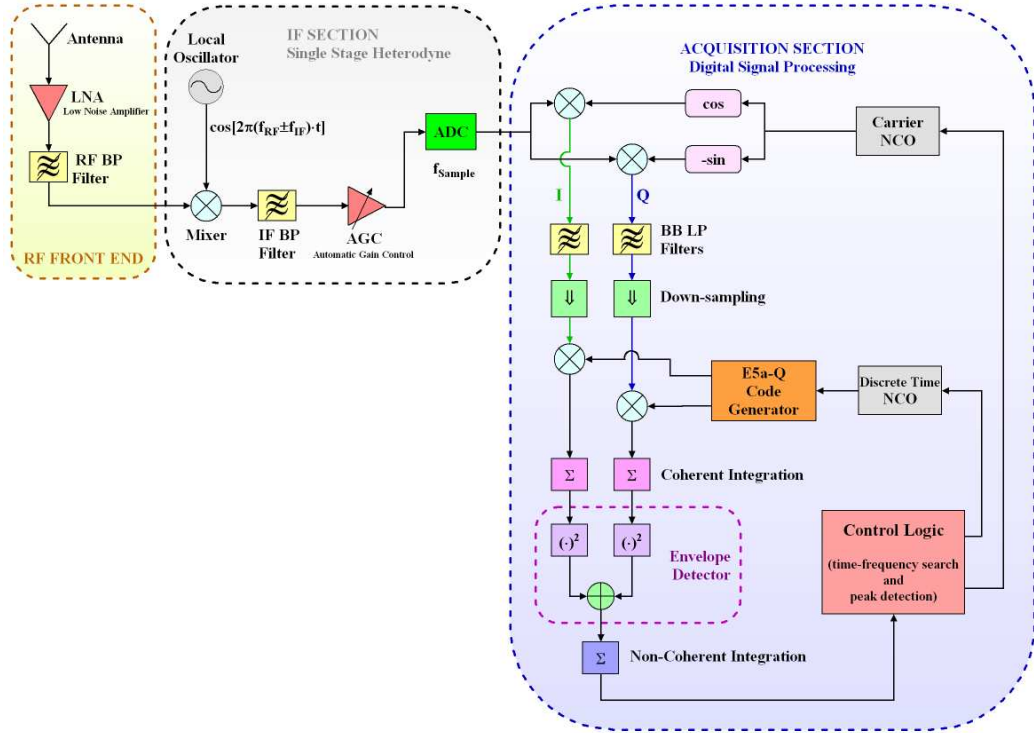 Antenna
LNA
Low Noise Amplifier
RF BP
Filter
RF FRONT END
IF SECTION
Single Stage Heterodyne
Local
Oscillator
cos[2π(f_RF±f_IF)·t]
Mixer
IF BP
Filter
AGC
Automatic Gain Control
ADC
f_Sample
ACQUISITION SECTION
Digital Signal Processing
cos
-sin
Carrier
NCO
I
Q
BB LP
Filters
⇓
⇓
Down-sampling
E5a-Q
Code
Generator
Discrete Time
NCO
Σ
Σ
Coherent Integration
(·)²
(·)²
Envelope
Detector
Σ
Non-Coherent Integration
Control Logic
(time-frequency search
and
peak detection)